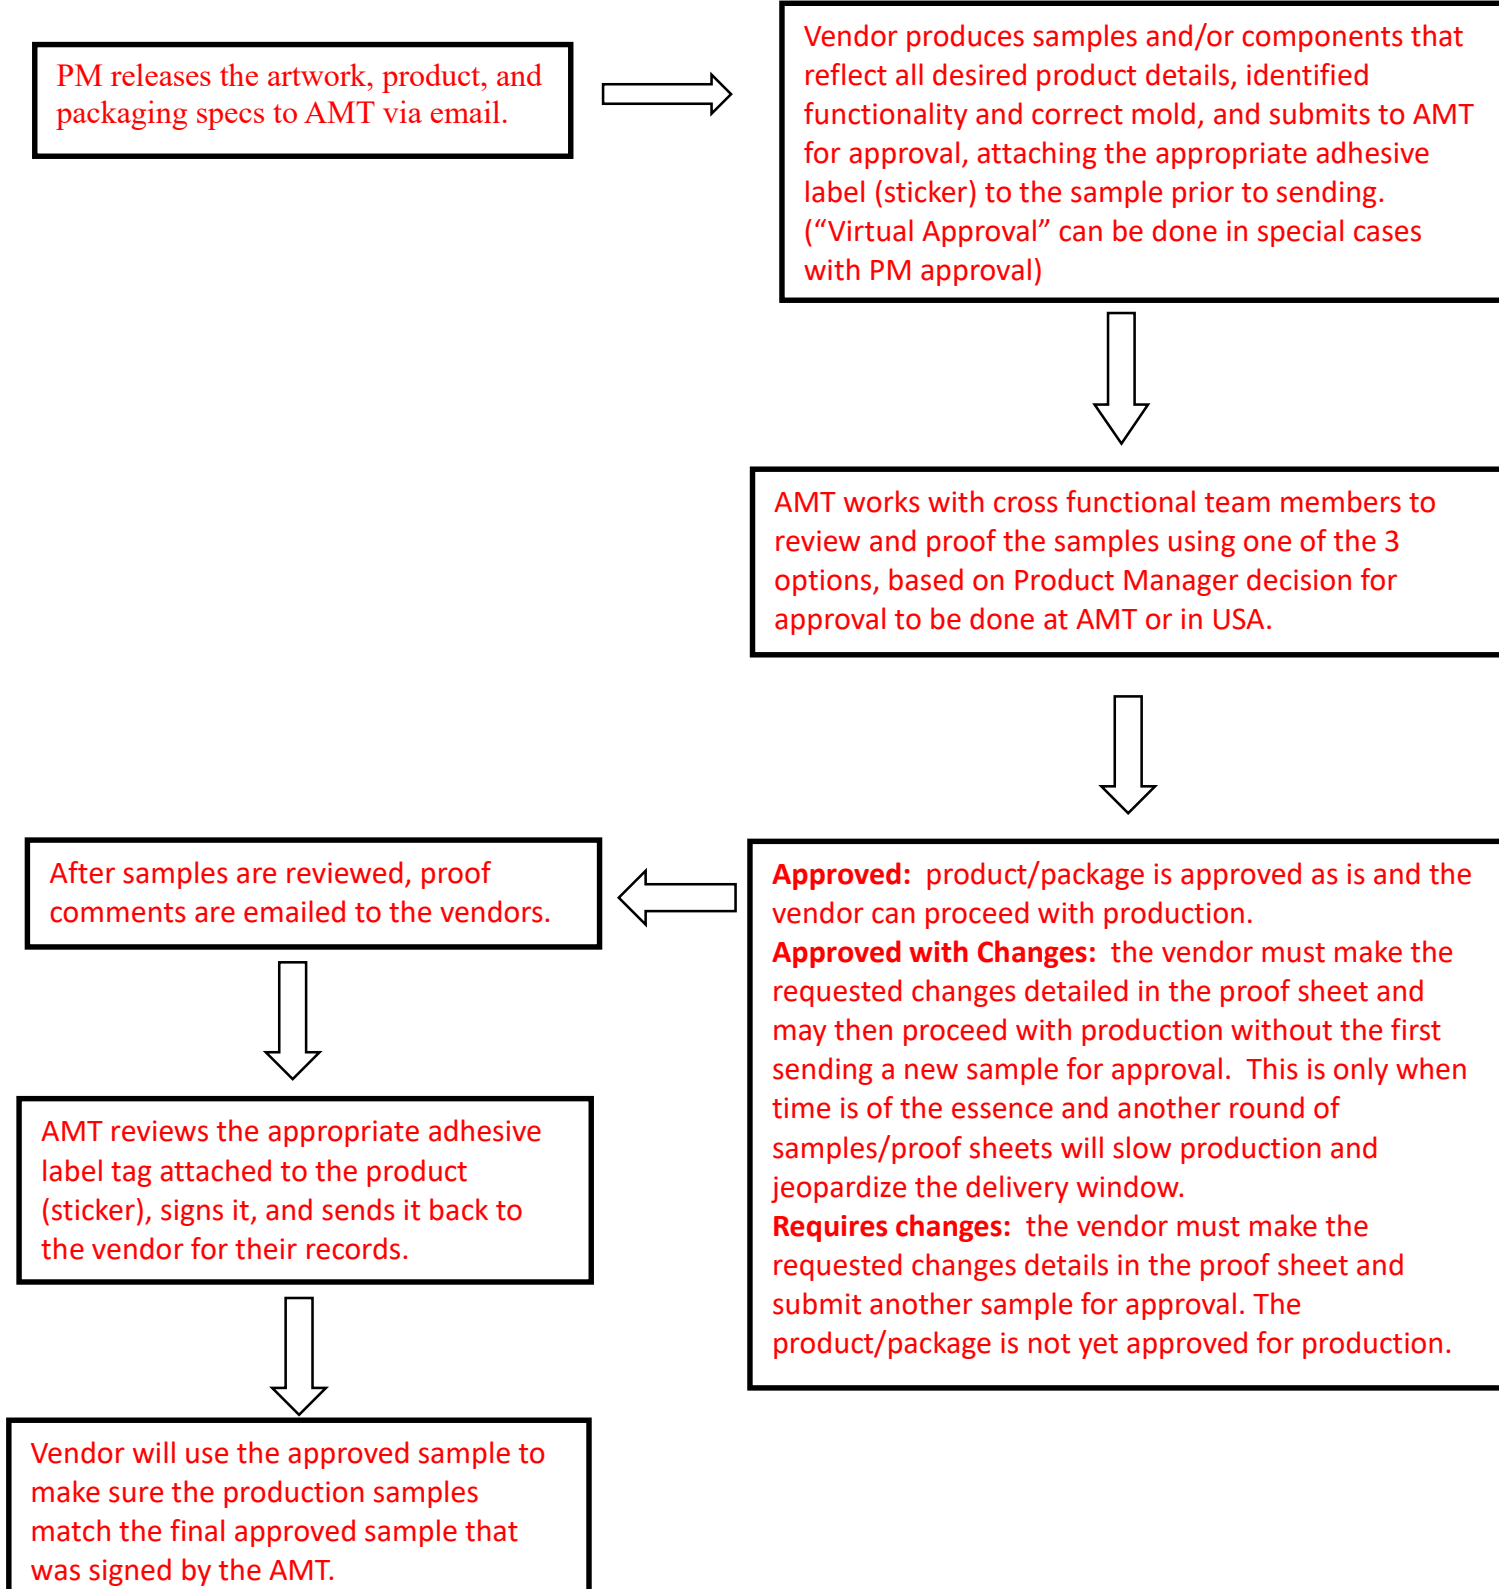 PM releases the artwork, product, and
packaging specs to AMT via email.
Vendor produces samples and/or components that
reflect all desired product details, identified
functionality and correct mold, and submits to AMT
for approval, attaching the appropriate adhesive
label (sticker) to the sample prior to sending.
(“Virtual Approval” can be done in special cases
with PM approval)
AMT works with cross functional team members to
review and proof the samples using one of the 3
options, based on Product Manager decision for
approval to be done at AMT or in USA.
Approved:  product/package is approved as is and the
vendor can proceed with production.
Approved with Changes:  the vendor must make the
requested changes detailed in the proof sheet and
may then proceed with production without the first
sending a new sample for approval.  This is only when
time is of the essence and another round of
samples/proof sheets will slow production and
jeopardize the delivery window.
Requires changes:  the vendor must make the
requested changes details in the proof sheet and
submit another sample for approval. The
product/package is not yet approved for production.
After samples are reviewed, proof
comments are emailed to the vendors.
AMT reviews the appropriate adhesive
label tag attached to the product
(sticker), signs it, and sends it back to
the vendor for their records.
Vendor will use the approved sample to
make sure the production samples
match the final approved sample that
was signed by the AMT.